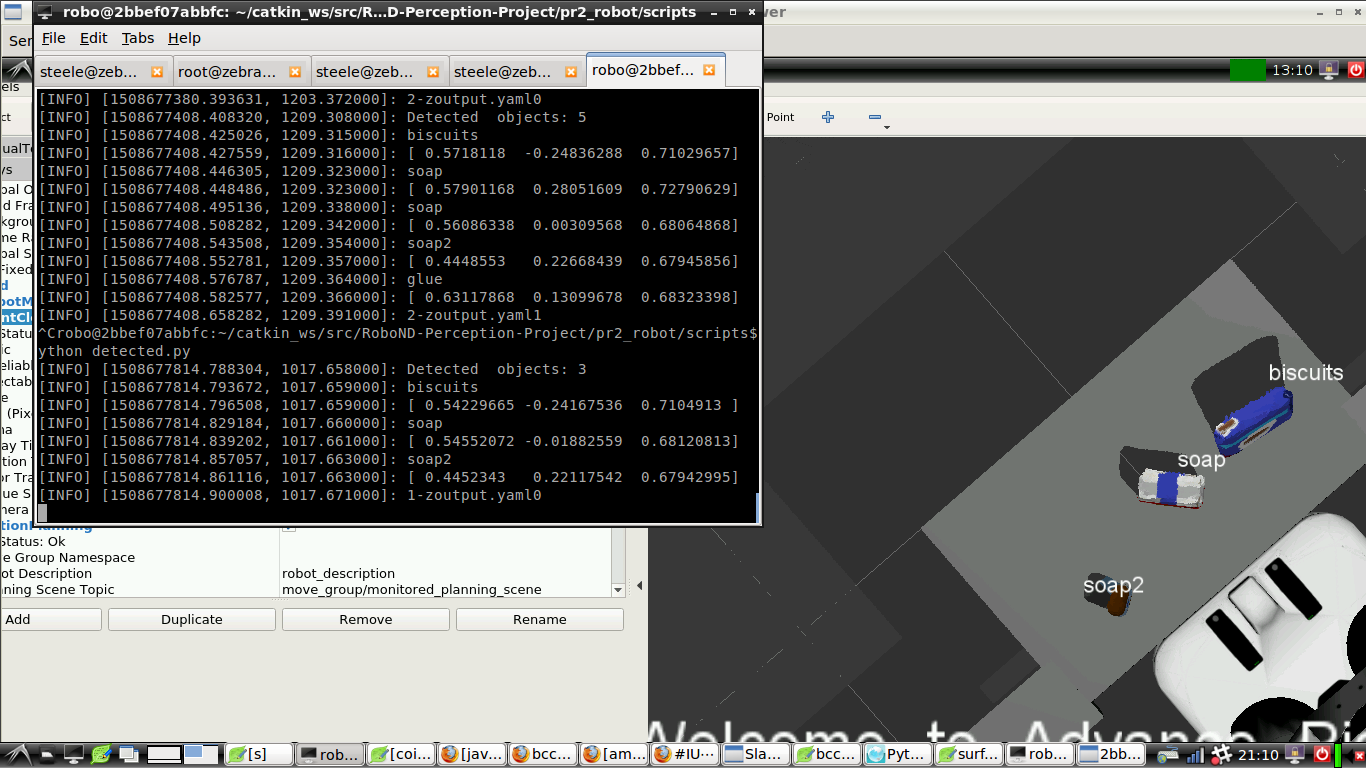 robo@2bbef07abbfc: ~/catkin_ws/src/R...D-Perception-Project/pr2_robot/scripts
File Edit Tabs Help
steele@zeb... root@zebra... steele@zeb... steele@zeb... robo@2bbef...
[INFO] [1508677380.393631, 1203.372000]: 2-zoutput.yaml0
[INFO] [1508677408.408320, 1209.308000]: Detected  objects: 5
[INFO] [1508677408.425026, 1209.315000]: biscuits
[INFO] [1508677408.427559, 1209.316000]: [ 0.5718118  -0.24836288  0.71029657]
[INFO] [1508677408.446305, 1209.323000]: soap
[INFO] [1508677408.448486, 1209.323000]: [ 0.57901168  0.28051609  0.72790629]
[INFO] [1508677408.495136, 1209.338000]: soap
[INFO] [1508677408.508282, 1209.342000]: [ 0.56086338  0.00309568  0.68064868]
[INFO] [1508677408.543508, 1209.354000]: soap2
[INFO] [1508677408.552781, 1209.357000]: [ 0.4448553   0.22668439  0.67945856]
[INFO] [1508677408.576787, 1209.364000]: glue
[INFO] [1508677408.582577, 1209.366000]: [ 0.63117868  0.13099678  0.68323398]
[INFO] [1508677408.658282, 1209.391000]: 2-zoutput.yaml1
^Crobo@2bbef07abbfc:~/catkin_ws/src/RoboND-Perception-Project/pr2_robot/scripts$
ython detected.py
[INFO] [1508677814.788304, 1017.658000]: Detected  objects: 3
[INFO] [1508677814.793672, 1017.659000]: biscuits
[INFO] [1508677814.796508, 1017.659000]: [ 0.54229665 -0.24167536  0.7104913 ]
[INFO] [1508677814.829184, 1017.660000]: soap
[INFO] [1508677814.839202, 1017.661000]: [ 0.54552072 -0.01882559  0.68120813]
[INFO] [1508677814.857057, 1017.663000]: soap2
[INFO] [1508677814.861116, 1017.663000]: [ 0.4452343   0.22117542  0.67942995]
[INFO] [1508677814.900008, 1017.671000]: 1-zoutput.yaml0
Status: Ok
e Group Namespace
ot Description robot_description
nning Scene Topic move_group/monitored_planning_scene
Add Duplicate Remove Rename
13:10
Point
biscuits
soap
soap2
Welcome to Advance
[s] rob... [coi... [jav... bcc... [am... #IU... Sla... bcc... Pyt... surf... rob... 2bb... 21:10